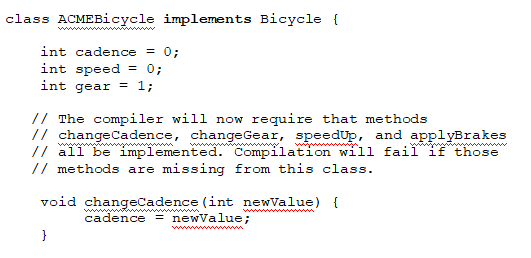 class ACMEBicycle implements Bicycle {
int cadence = 0;
int speed = 0;
int gear = 1;
// The compiler will now require that methods
// changeCadence, changeGear, speedUp, and applyBrakes
// all be implemented. Compilation will fail if those
// methods are missing from this class.
void changeCadence(int newValue) {
cadence = newValue;
}